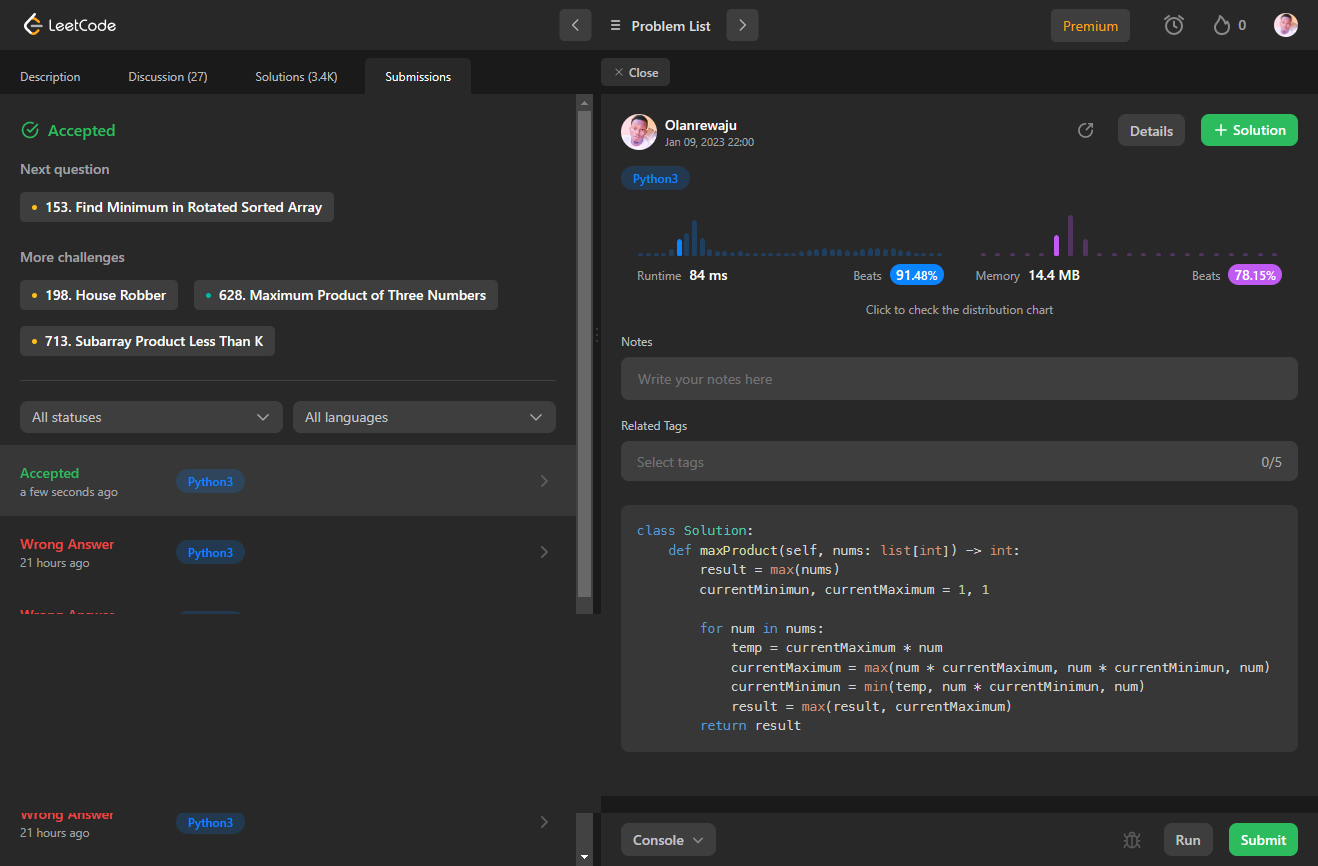 LeetCode
Problem List
Premium
0
Description
Discussion (27)
Solutions (3.4K)
Submissions
Accepted
Next question
153. Find Minimum in Rotated Sorted Array
More challenges
198. House Robber
628. Maximum Product of Three Numbers
713. Subarray Product Less Than K
All statuses
All languages
Accepted
a few seconds ago
Python3
Wrong Answer
21 hours ago
Python3
Wrong Answer
Wrong Answer
21 hours ago
Python3
Close
Olanrewaju
Jan 09, 2023 22:00
Details
Solution
Python3
Runtime 84 ms
Beats 91.48%
Memory 14.4 MB
Beats 78.15%
Click to check the distribution chart
Notes
Write your notes here
Related Tags
Select tags
0/5
class Solution:
    def maxProduct(self, nums: list[int]) -> int:
        result = max(nums)
        currentMinimun, currentMaximum = 1, 1
        for num in nums:
            temp = currentMaximum * num
            currentMaximum = max(num * currentMaximum, num * currentMinimun, num)
            currentMinimun = min(temp, num * currentMinimun, num)
            result = max(result, currentMaximum)
        return result
Console
Run
Submit